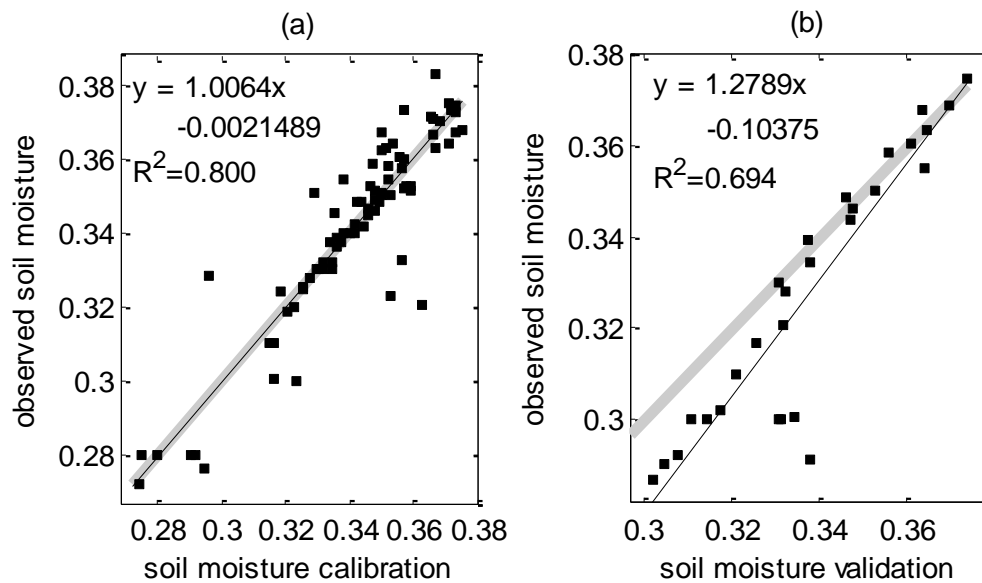 (a)
y = 1.0064x
-0.0021489
R²=0.800
observed soil moisture
0.38
0.36
0.34
0.32
0.3
0.28
0.28 0.3 0.32 0.34 0.36 0.38
soil moisture calibration
(b)
y = 1.2789x
-0.10375
R²=0.694
observed soil moisture
0.38
0.36
0.34
0.32
0.3
0.3 0.32 0.34 0.36
soil moisture validation